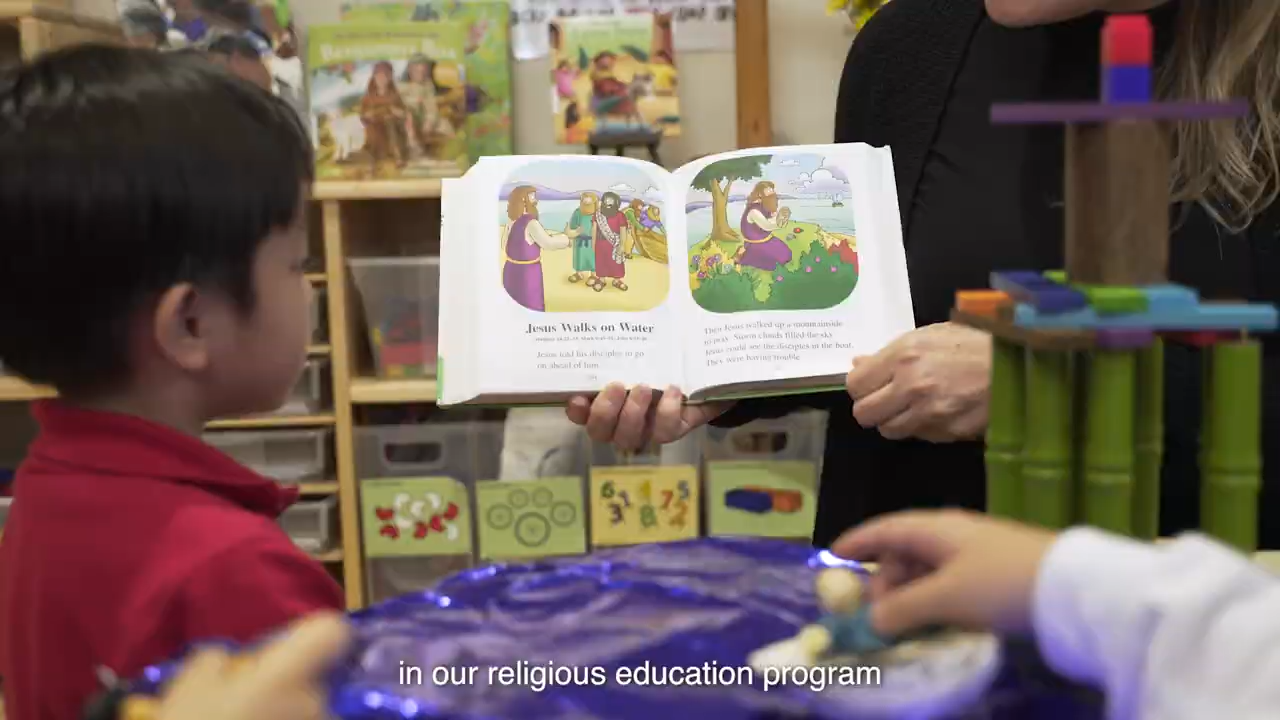 Jesus Walks on Water
Jesus told his disciples to go
on ahead of him.
Then Jesus walked up a mountainside
to pray. Storm clouds filled the sky.
Jesus could see the disciples in the boat.
They were having trouble.
in our religious education program